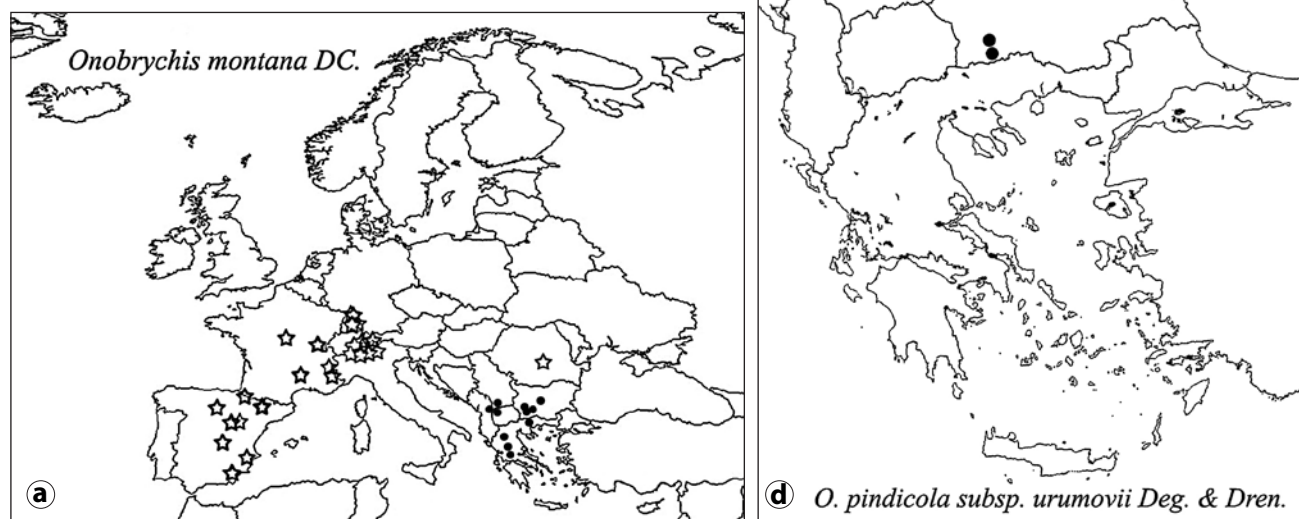 Onobrychis montana DC.
a
d
O. pindicola subsp. urumovii Deg. & Dren.